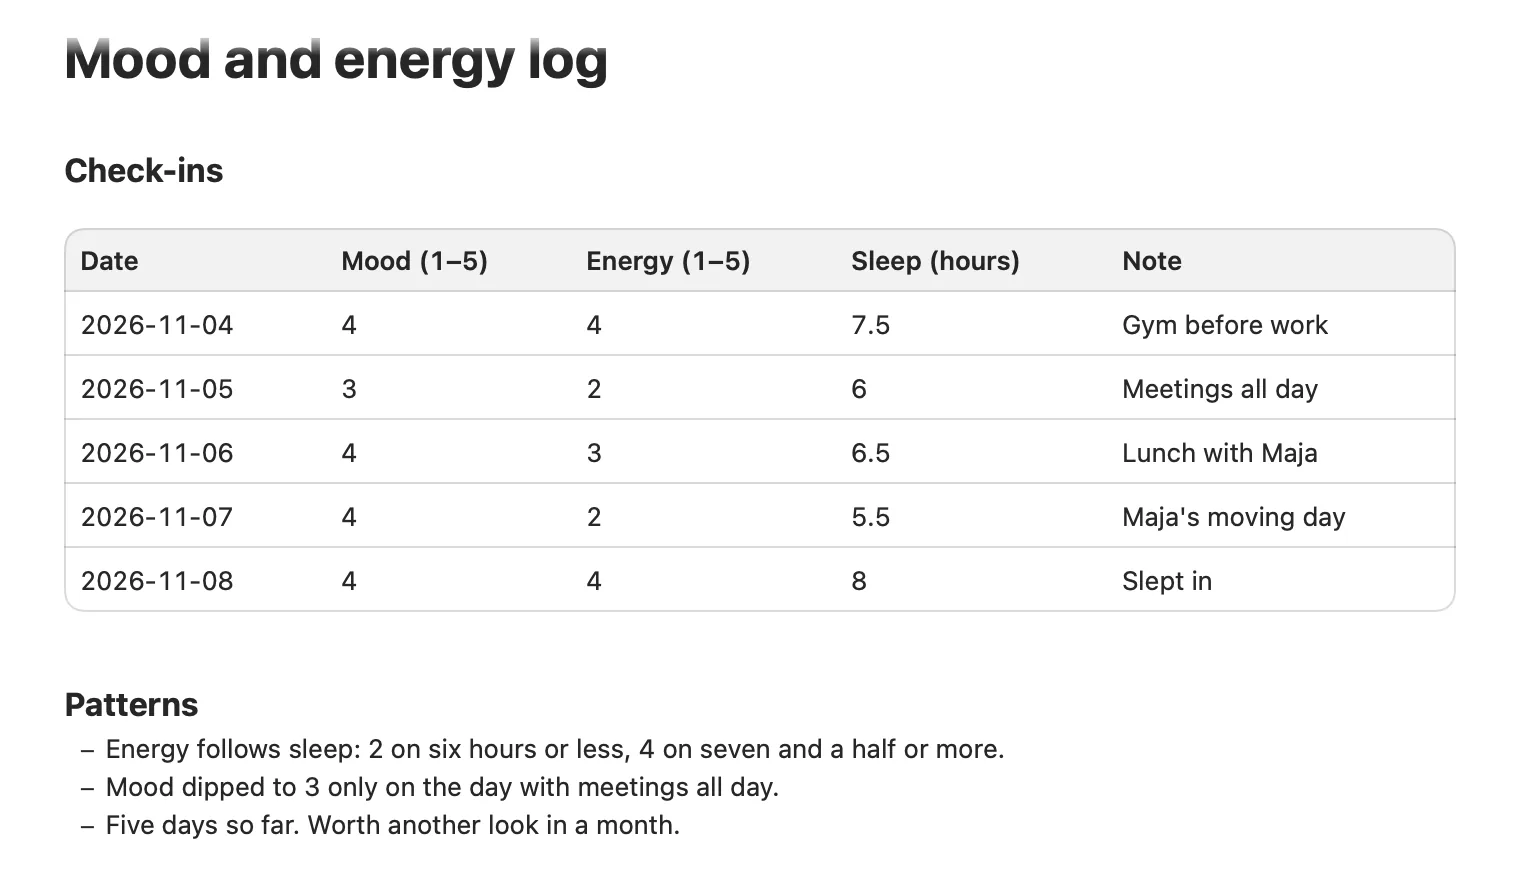 Mood and energy log
Check-ins
Date Mood (1–5) Energy (1–5) Sleep (hours) Note
2026-11-04 4 4 7.5 Gym before work
2026-11-05 3 2 6 Meetings all day
2026-11-06 4 3 6.5 Lunch with Maja
2026-11-07 4 2 5.5 Maja's moving day
2026-11-08 4 4 8 Slept in
Patterns
– Energy follows sleep: 2 on six hours or less, 4 on seven and a half or more.
– Mood dipped to 3 only on the day with meetings all day.
– Five days so far. Worth another look in a month.